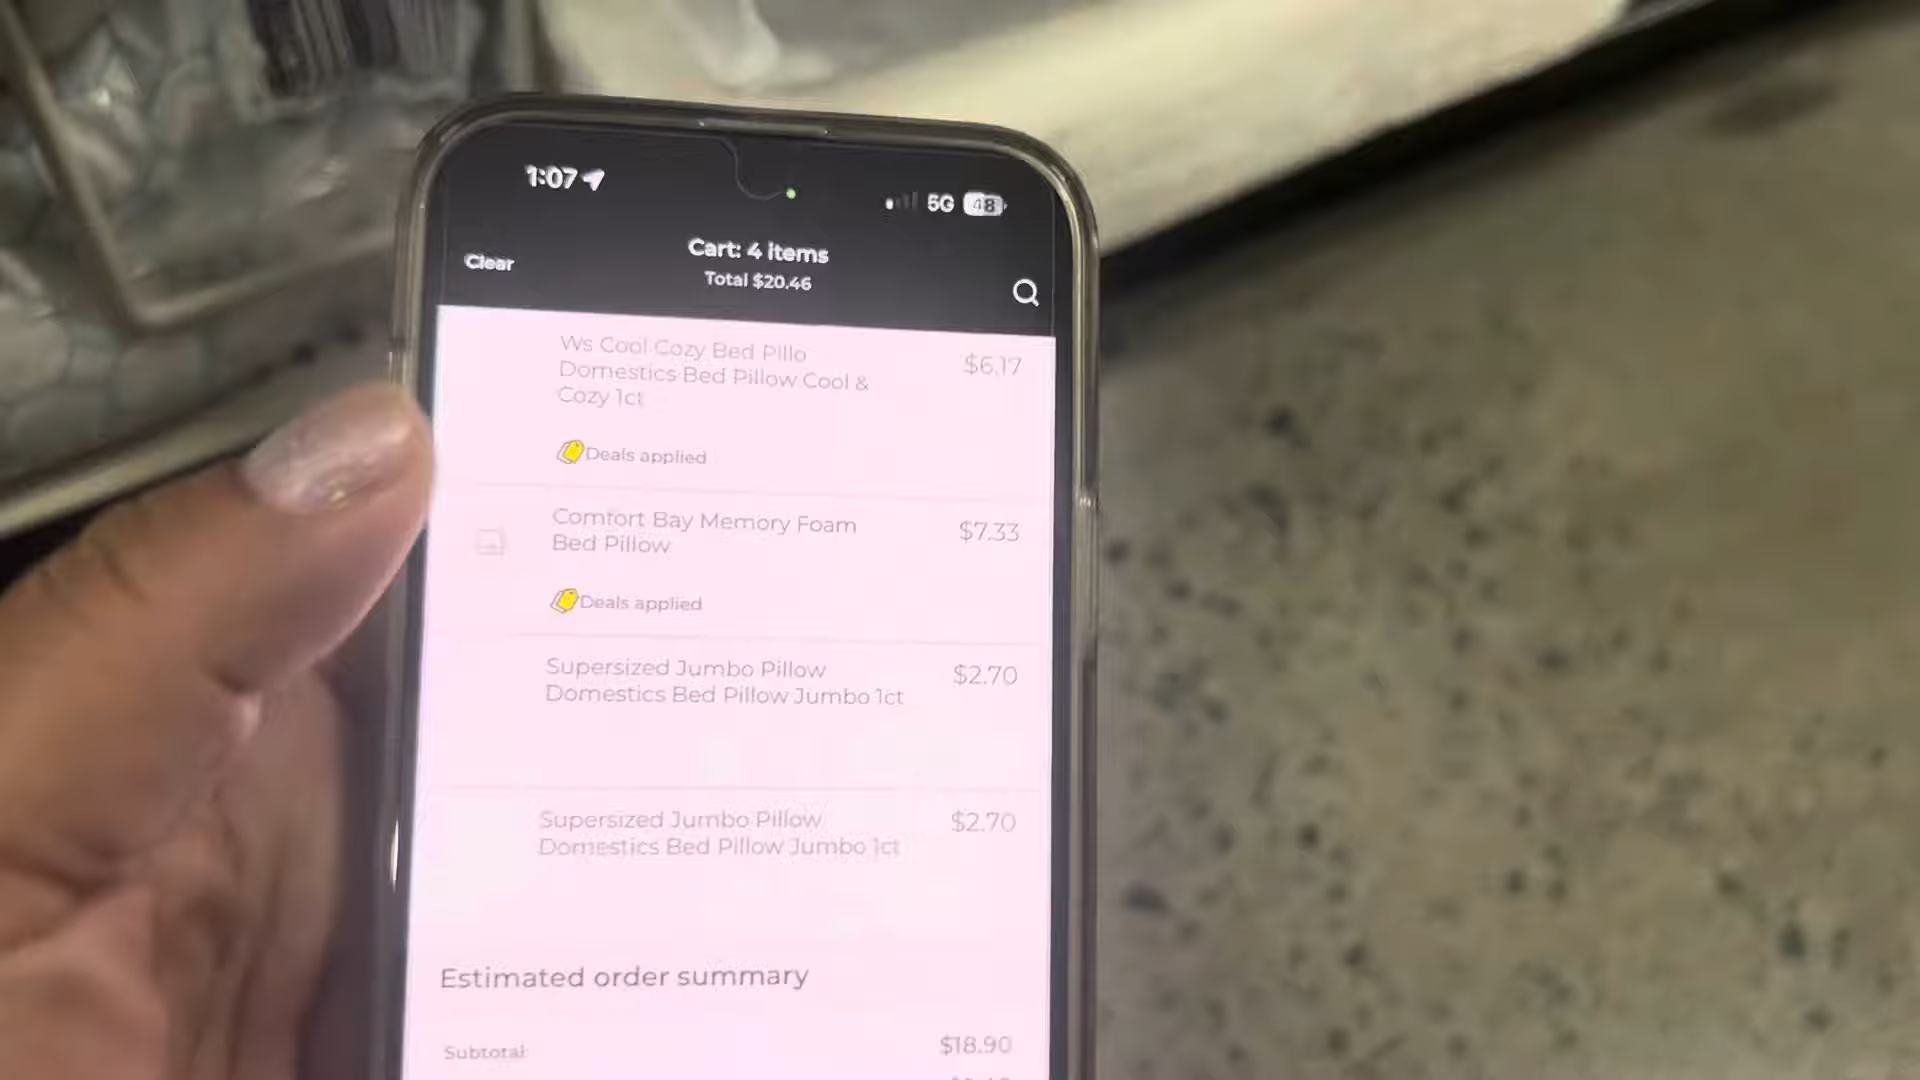 1:07
5G 48
Clear
Cart: 4 items
Total $20.46
Ws Cool Cozy Bed Pillo
Domestics Bed Pillow Cool &
Cozy 1ct
$6.17
Deals applied
Comfort Bay Memory Foam
Bed Pillow
$7.33
Deals applied
Supersized Jumbo Pillow
Domestics Bed Pillow Jumbo 1ct
$2.70
Supersized Jumbo Pillow
Domestics Bed Pillow Jumbo 1ct
$2.70
Estimated order summary
Subtotal: $18.90